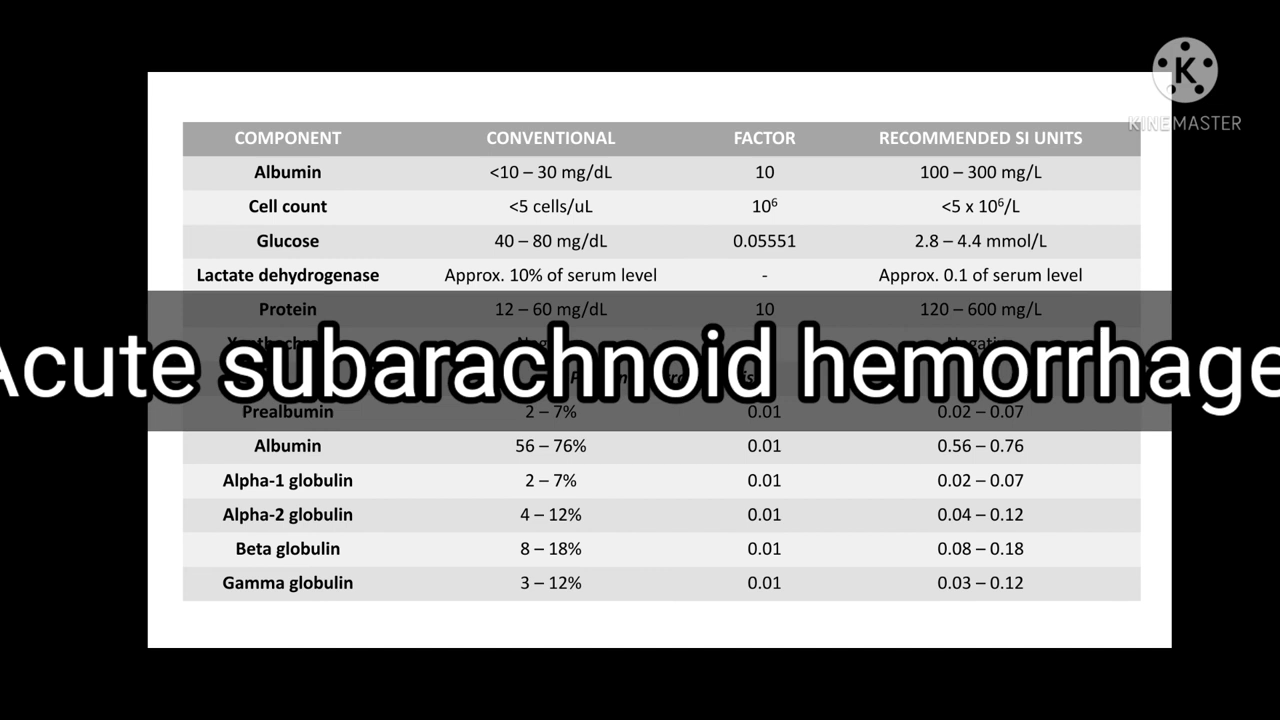 K
KINEMASTER
COMPONENT CONVENTIONAL FACTOR RECOMMENDED SI UNITS
Albumin <10 – 30 mg/dL 10 100 – 300 mg/L
Cell count <5 cells/uL 10⁶ <5 x 10⁶/L
Glucose 40 – 80 mg/dL 0.05551 2.8 – 4.4 mmol/L
Lactate dehydrogenase Approx. 10% of serum level - Approx. 0.1 of serum level
Protein 12 – 60 mg/dL 10 120 – 600 mg/L
Acute subarachnoid hemorrhage
Prealbumin 2 – 7% 0.01 0.02 – 0.07
Albumin 56 – 76% 0.01 0.56 – 0.76
Alpha-1 globulin 2 – 7% 0.01 0.02 – 0.07
Alpha-2 globulin 4 – 12% 0.01 0.04 – 0.12
Beta globulin 8 – 18% 0.01 0.08 – 0.18
Gamma globulin 3 – 12% 0.01 0.03 – 0.12